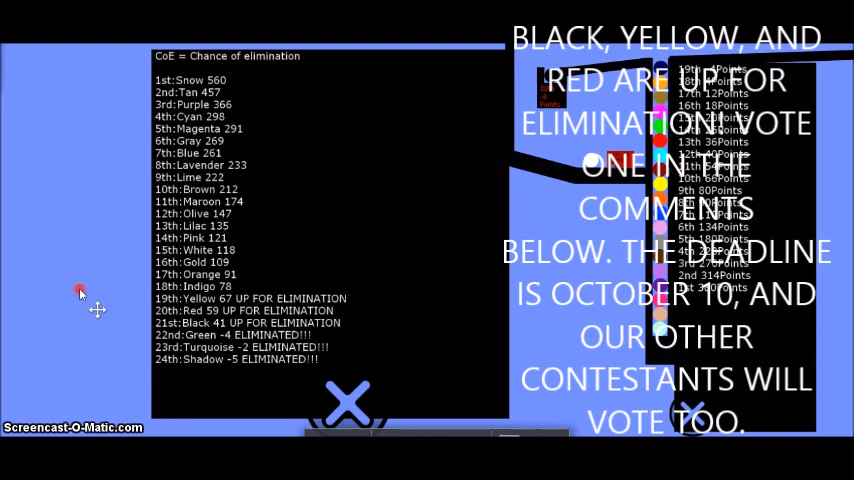 CoE = Chance of elimination
1st:Snow 560
2nd:Tan 457
3rd:Purple 366
4th:Cyan 298
5th:Magenta 291
6th:Gray 269
7th:Blue 261
8th:Lavender 233
9th:Lime 222
10th:Brown 212
11th:Maroon 174
12th:Olive 147
13th:Lilac 135
14th:Pink 121
15th:White 118
16th:Gold 109
17th:Orange 91
18th:Indigo 78
19th:Yellow 67 UP FOR ELIMINATION
20th:Red 59 UP FOR ELIMINATION
21st:Black 41 UP FOR ELIMINATION
22nd:Green -4 ELIMINATED!!!
23rd:Turquoise -2 ELIMINATED!!!
24th:Shadow -5 ELIMINATED!!!
BLACK, YELLOW, AND
RED ARE UP FOR
ELIMINATION! VOTE
ONE IN THE
COMMENTS
BELOW. THE DEADLINE
IS OCTOBER 10, AND
OUR OTHER
CONTESTANTS WILL
VOTE TOO.
17th 12Points
16th 18Points
13th 36Points
10th 66Points
9th 80Points
6th 134Points
5th 180Points
2nd 314Points
Points
Screencast-O-Matic.com